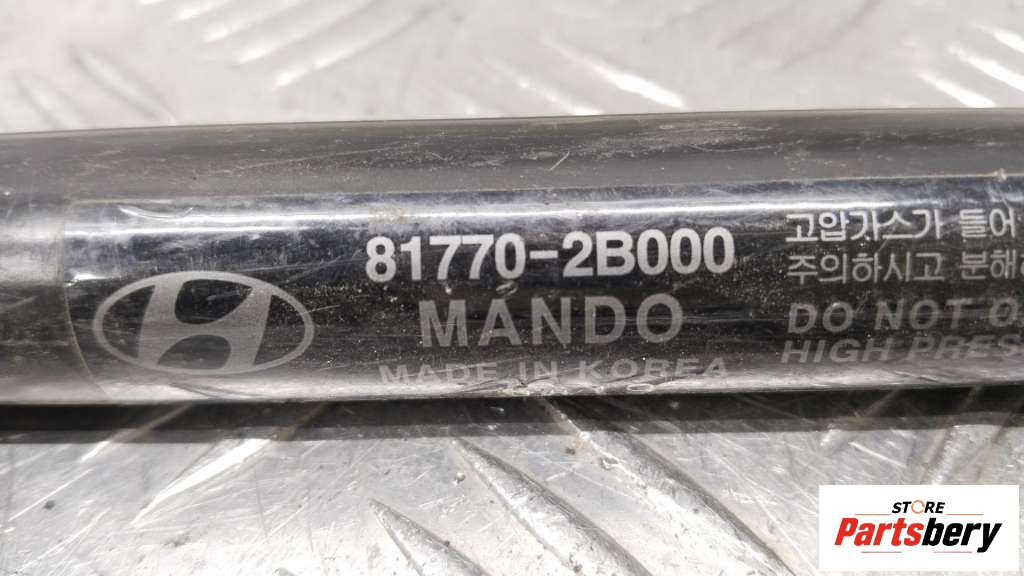 81770-2B000
MANDO
MADE IN KOREA
고압가스가 들어
주의하시고 분해
DO NOT O
HIGH PRES
STORE
Partsbery